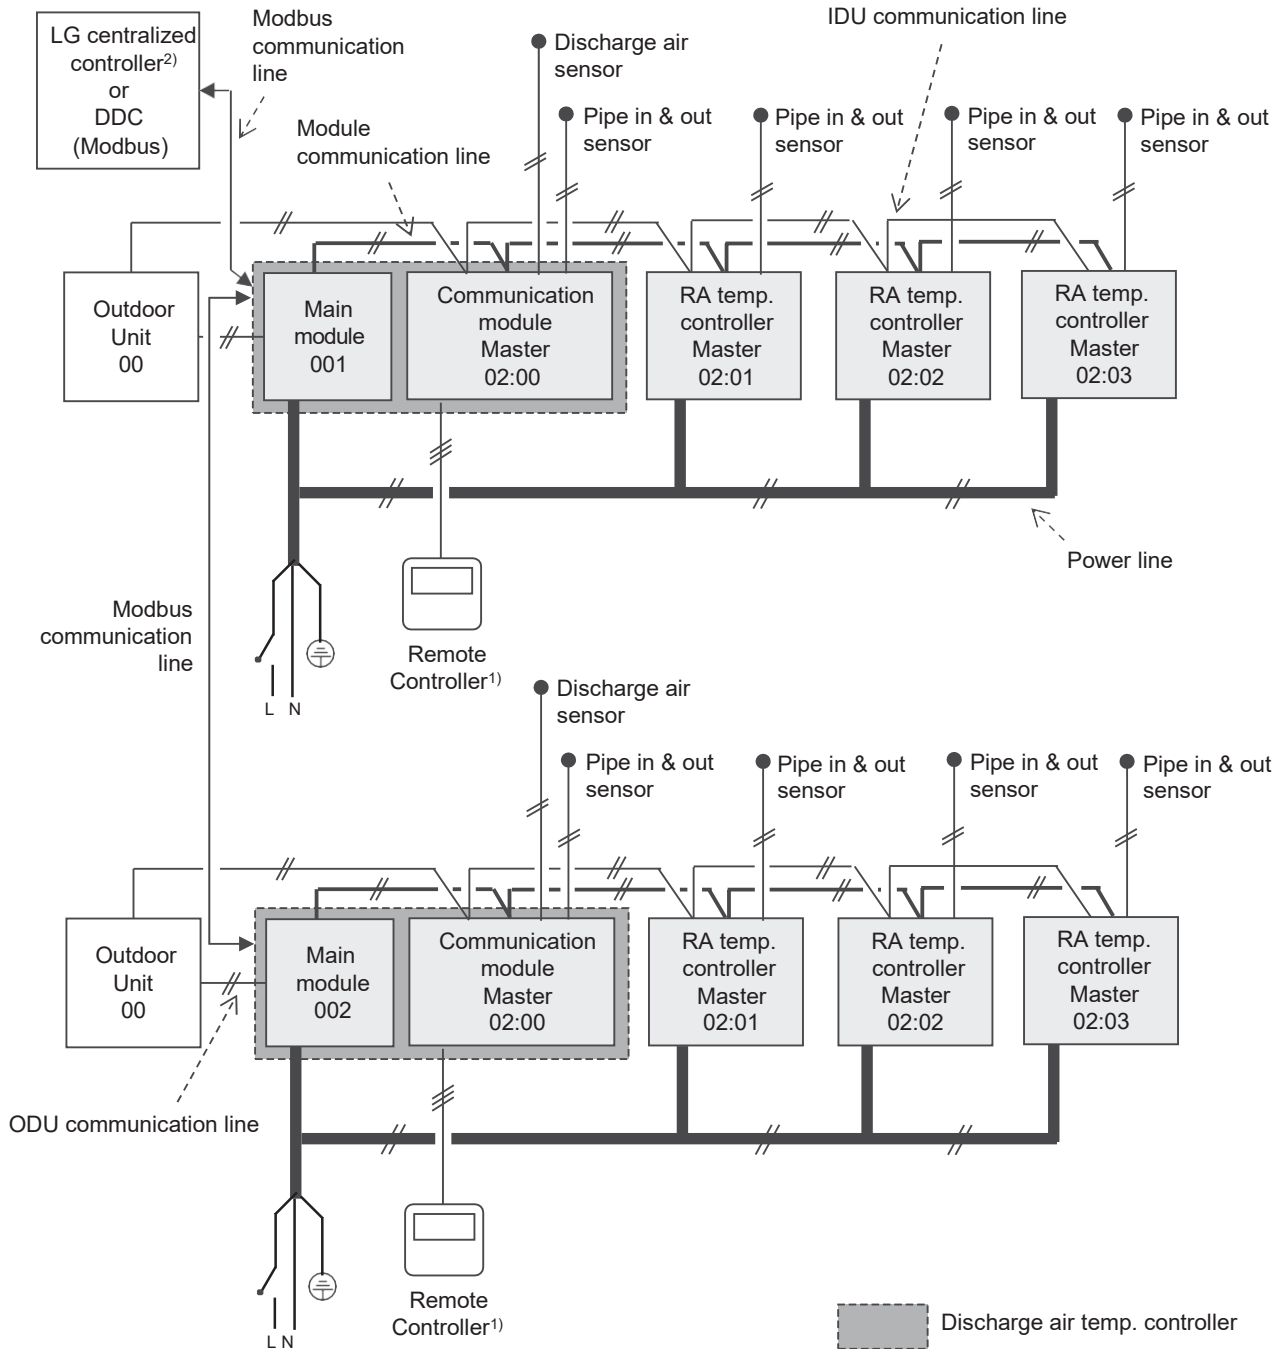 LG centralized
controller2)
or
DDC
(Modbus)
Modbus
communication
line
Module
communication line
Discharge air
sensor
IDU communication line
Pipe in & out
sensor
Pipe in & out
sensor
Pipe in & out
sensor
Pipe in & out
sensor
Outdoor
Unit
00
Main
module
001
Communication
module
Master
02:00
RA temp.
controller
Master
02:01
RA temp.
controller
Master
02:02
RA temp.
controller
Master
02:03
Power line
Modbus
communication
line
L N
Remote
Controller1)
Discharge air
sensor
Pipe in & out
sensor
Pipe in & out
sensor
Pipe in & out
sensor
Pipe in & out
sensor
Outdoor
Unit
00
Main
module
002
Communication
module
Master
02:00
RA temp.
controller
Master
02:01
RA temp.
controller
Master
02:02
RA temp.
controller
Master
02:03
ODU communication line
L N
Remote
Controller1)
Discharge air temp. controller